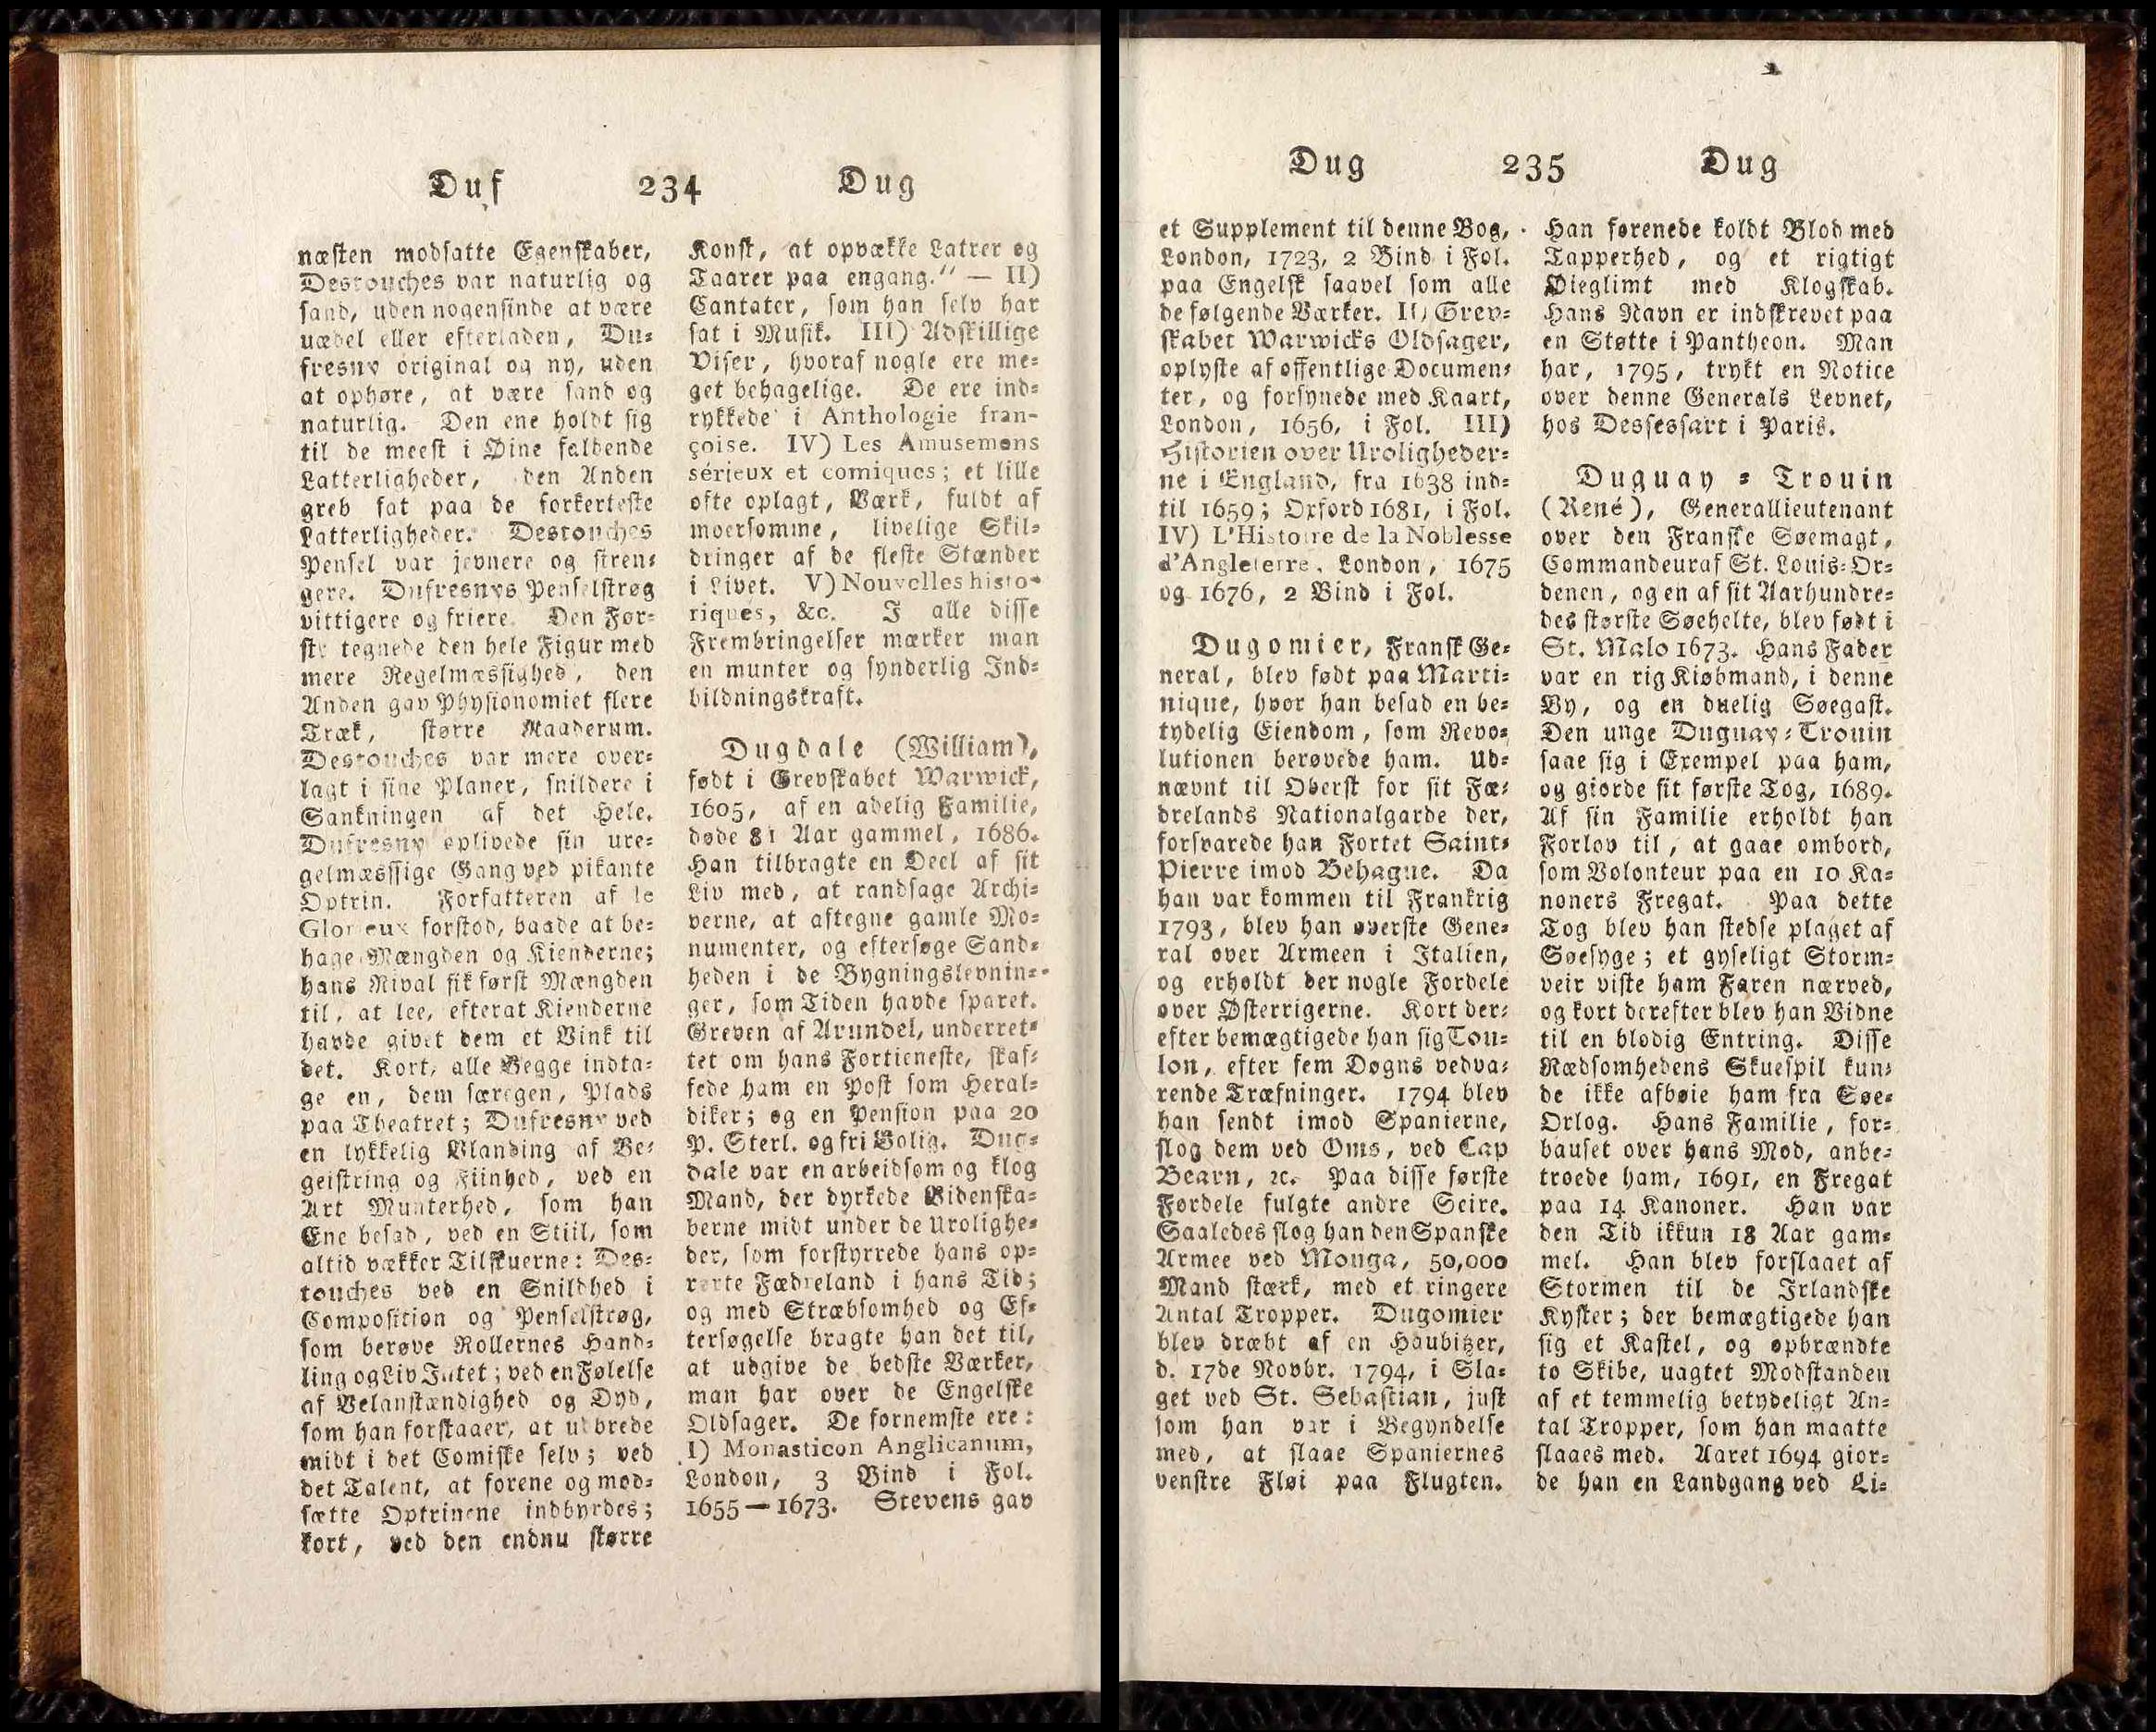 Duf 234 Dug
næsten modsatte Egenskaber,
Destouches var naturlig og
sand, uden nogensinde at være
uædel eller efterladen, Du-
fresny original og ny, uden
at ophøre, at være sand og
naturlig. Den ene holdt sig
til de meest i Øine faldende
Latterligheder, den Anden
greb fat paa de forkerteste
Latterligheder. Destouches
Pensel var jevnere og stren-
gere. Dufresnys Penselstrøg
vittigere og friere. Den Før-
ste tegnede den hele Figur med
mere Regelmæssighed, den
Anden gav Physionomiet flere
Træk, større Raaderum.
Destouches var mere over-
lagt i sine Planer, snildere i
Sankningen af det Hele.
Dufresny oplivede sin ure-
gelmæssige Gang ved pikante
Optrin. Forfatteren af le
Glorieux forstod, baade at be-
hage Mængden og Kienderne;
hans Rival fik først Mængden
til, at lee, efterat Kienderne
havde givet dem et Vink til
det. Kort, alle Begge indta-
ge en, dem særegen, Plads
paa Theatret; Dufresny ved
en lykkelig Blanding af Be-
geistring og Fiinhed, ved en
Art Munterhed, som han
Ene besad, ved en Stiil, som
altid vækker Tilskuerne: Des-
touches ved en Snildhed i
Composition og Penselstrøg,
som berøve Rollernes Hand-
ling og Liv Intet; ved en Følelse
af Velanstændighed og Dyd,
som han forstaaer, at udbrede
midt i det Comiske selv; ved
det Talent, at forene og mod-
sætte Optrinene indbyrdes;
kort, ved den endnu større
Konst, at opvække Latter og
Taarer paa engang." — II)
Cantater, som han selv har
sat i Musik. III) Adskillige
Viser, hvoraf nogle ere me-
get behagelige. De ere ind-
rykkede i Anthologie fran-
çoise. IV) Les Amusemens
sérieux et comiques; et lille
ofte oplagt, Værk, fuldt af
moersomme, livelige Skil-
dringer af de fleste Stænder
i Livet. V) Nouvelles histo-
riques, &c. I alle disse
Frembringelser mærker man
en munter og synderlig Ind-
bildningskraft.
Dugdale (William),
født i Grevskabet Warwick,
1605, af en adelig Familie,
døde 81 Aar gammel, 1686.
Han tilbragte en Deel af sit
Liv med, at randsage Archi-
verne, at aftegne gamle Mo-
numenter, og eftersøge Sand-
heden i de Bygningslevnin-
ger, som Tiden havde sparet.
Greven af Arundel, underret-
tet om hans Fortieneste, skaf-
fede ham en Post som Heral-
diker; og en Pension paa 20
P. Sterl. og fri Bolig. Dug-
dale var en arbeidsom og klog
Mand, der dyrkede Videnska-
berne midt under de Urolighe-
der, som forstyrrede hans op-
rørte Fædreland i hans Tid;
og med Stræbsomhed og Ef-
tersøgelse bragte han det til,
at udgive de bedste Værker,
man har over de Engelske
Oldsager. De fornemste ere:
I) Monasticon Anglicanum,
London, 3 Bind i Fol.
1655—1673. Stevens gav
Dug 235 Dug
et Supplement til denne Bog,
London, 1723, 2 Bind i Fol.
paa Engelsk saavel som alle
de følgende Værker. II) Grev-
skabet Warwicks Oldsager,
oplyste af offentlige Documen-
ter, og forsynede med Kaart,
London, 1656, i Fol. III)
Historien over Uroligheder-
ne i England, fra 1638 ind-
til 1659; Oxford 1681, i Fol.
IV) L'Histoire de la Noblesse
d'Angleterre, London, 1675
og 1676, 2 Bind i Fol.
Dugomier, Fransk Ge-
neral, blev født paa Marti-
nique, hvor han besad en be-
tydelig Eiendom, som Revo-
lutionen berøvede ham. Ud-
nævnt til Oberst for sit Fæ-
drelands Nationalgarde der,
forsvarede han Fortet Saint-
Pierre imod Behague. Da
han var kommen til Frankrig
1793, blev han øverste Gene-
ral over Armeen i Italien,
og erholdt der nogle Fordele
over Østerrigerne. Kort der-
efter bemægtigede han sig Tou-
lon, efter fem Døgns vedva-
rende Træfninger. 1794 blev
han sendt imod Spanierne,
slog dem ved Oms, ved Cap
Bearn, ꝛc. Paa disse første
Fordele fulgte andre Seire.
Saaledes slog han den Spanske
Armee ved Monga, 50,000
Mand stærk, med et ringere
Antal Tropper. Dugomier
blev dræbt af en Haubitzer,
d. 17de Novbr. 1794, i Sla-
get ved St. Sebastian, just
som han var i Begyndelse
med, at slaae Spaniernes
venstre Fløi paa Flugten.
Han forenede koldt Blod med
Tapperhed, og et rigtigt
Øieglimt med Klogskab.
Hans Navn er indskrevet paa
en Støtte i Pantheon. Man
har, 1795, trykt en Notice
over denne Generals Levnet,
hos Dessessart i Paris.
Duguay-Trouin
(René), Generallieutenant
over den Franske Søemagt,
Commandeur af St. Louis-Or-
denen, og en af sit Aarhundre-
des største Søehelte, blev født i
St. Malo 1673. Hans Fader
var en rig Kiøbmand, i denne
By, og en duelig Søegast.
Den unge Duguay-Trouin
saae sig i Exempel paa ham,
og giorde sit første Tog, 1689.
Af sin Familie erholdt han
Forlov til, at gaae ombord,
som Volonteur paa en 10 Ka-
noners Fregat. Paa dette
Tog blev han stedse plaget af
Søesyge; et gyseligt Storm-
veir viste ham Faren nærved,
og kort derefter blev han Vidne
til en blodig Entring. Disse
Rædsomhedens Skuespil kun-
de ikke afbøie ham fra Søe-
Orlog. Hans Familie, for-
bauset over hans Mod, anbe-
troede ham, 1691, en Fregat
paa 14 Kanoner. Han var
den Tid ikkun 18 Aar gam-
mel. Han blev forslaaet af
Stormen til de Irlandske
Kyster; der bemægtigede han
sig et Kastel, og opbrændte
to Skibe, uagtet Modstanden
af et temmelig betydeligt An-
tal Tropper, som han maatte
slaaes med. Aaret 1694 gior-
de han en Landgang ved Li-